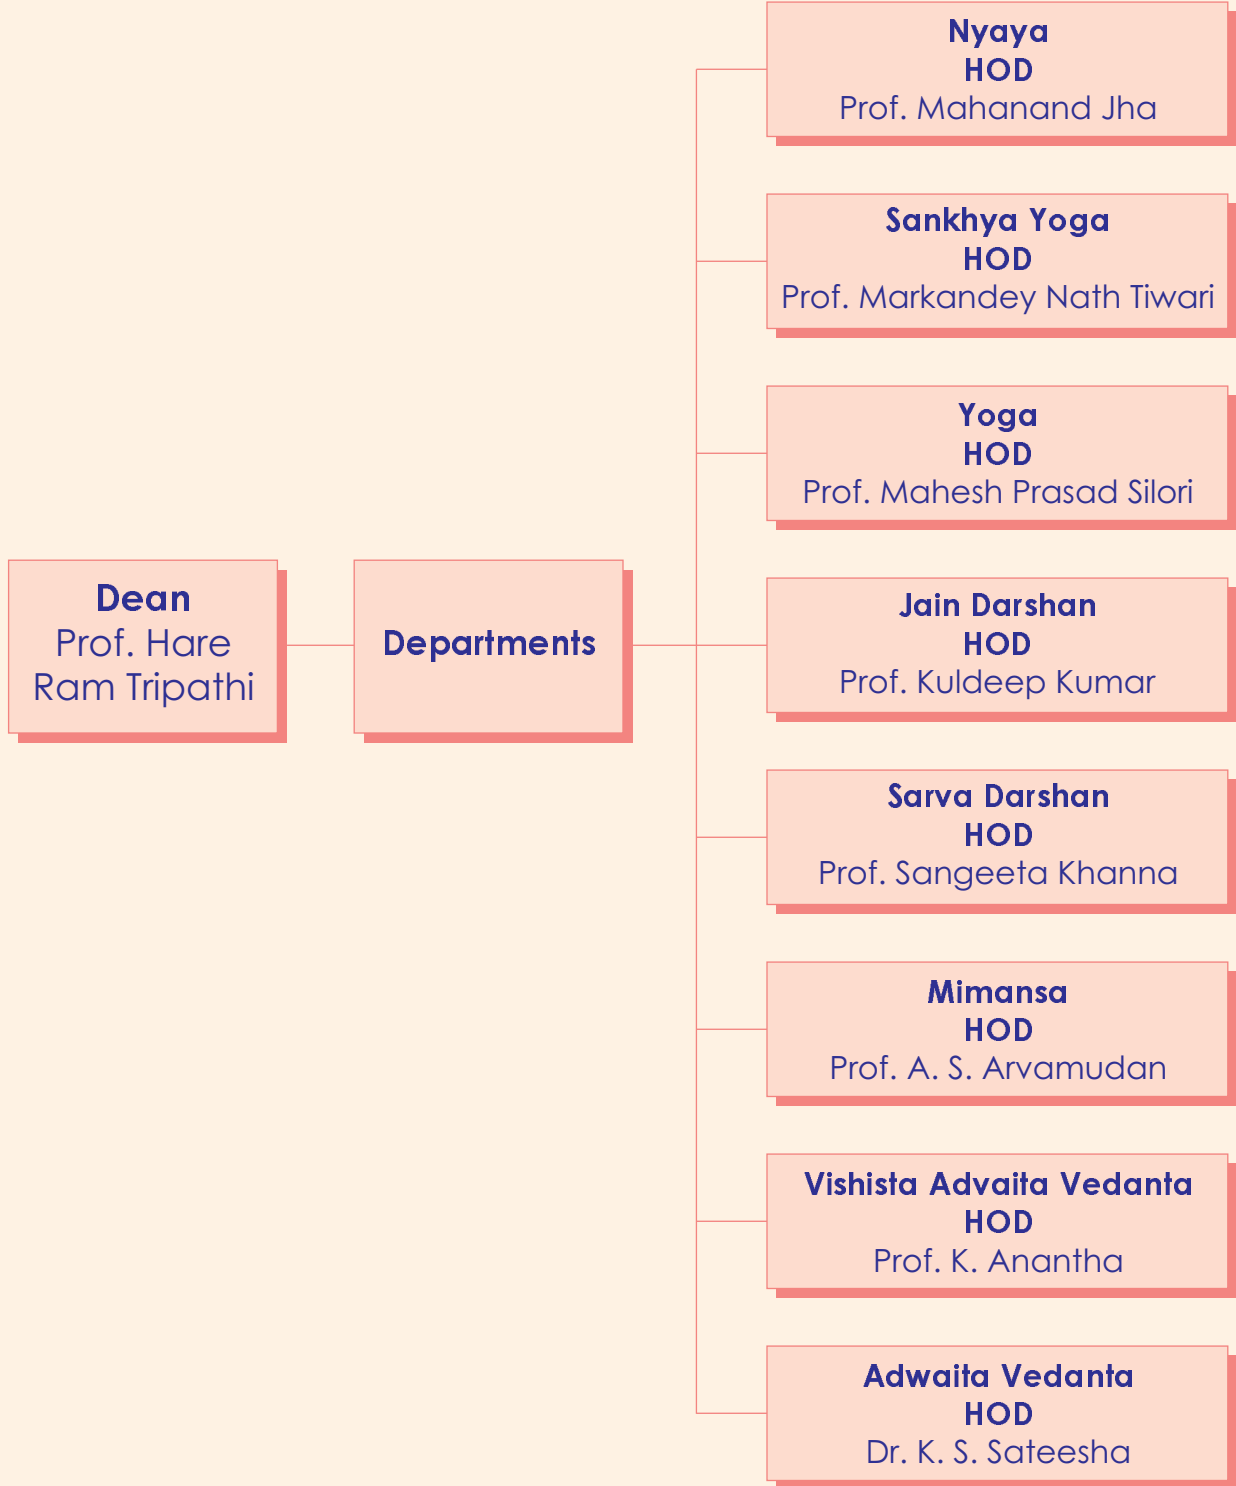 Dean
Prof. Hare
Ram Tripathi
Departments
Nyaya
HOD
Prof. Mahanand Jha
Sankhya Yoga
HOD
Prof. Markandey Nath Tiwari
Yoga
HOD
Prof. Mahesh Prasad Silori
Jain Darshan
HOD
Prof. Kuldeep Kumar
Sarva Darshan
HOD
Prof. Sangeeta Khanna
Mimansa
HOD
Prof. A. S. Arvamudan
Vishista Advaita Vedanta
HOD
Prof. K. Anantha
Adwaita Vedanta
HOD
Dr. K. S. Sateesha